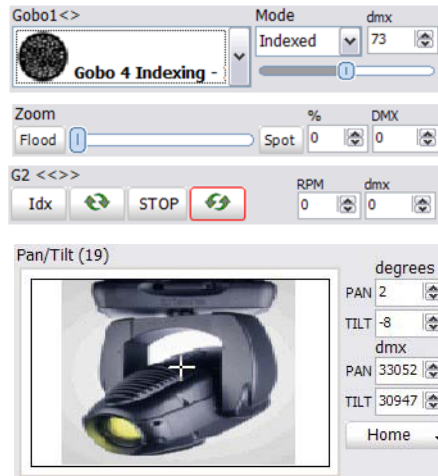 Gobo1<>
Mode
dmx
Gobo 4 Indexing -
Indexed
73
Zoom
%
DMX
Flood
Spot
0
0
G2 <<>>
RPM
dmx
Idx
STOP
0
0
Pan/Tilt (19)
degrees
PAN 2
TILT -8
dmx
PAN 33052
TILT 30947
Home